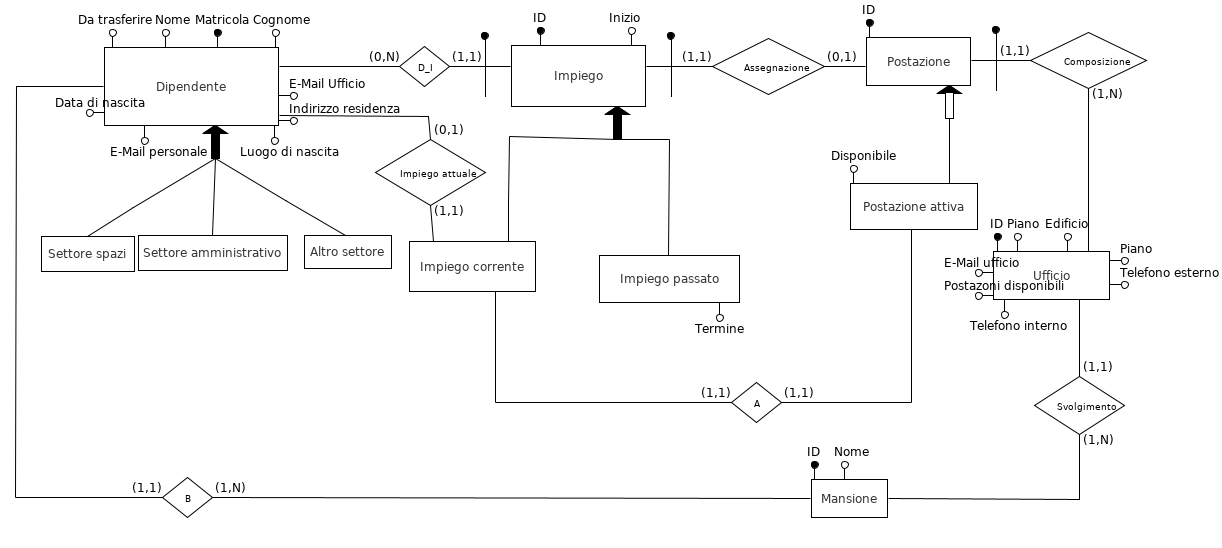 Da trasferire Nome Matricola Cognome
ID
Inizio
ID
(0,N)
D_I
(1,1)
Impiego
(1,1)
Assegnazione
(0,1)
Postazione
(1,1)
Composizione
(1,N)
Dipendente
E-Mail Ufficio
Data di nascita
Indirizzo residenza
E-Mail personale
Luogo di nascita
(0,1)
Impiego attuale
(1,1)
Disponibile
Postazione attiva
Settore spazi
Settore amministrativo
Altro settore
Impiego corrente
Impiego passato
Termine
ID Piano
Edificio
E-Mail ufficio
Ufficio
Piano
Telefono esterno
Postazoni disponibili
Telefono interno
(1,1)
A
(1,1)
(1,1)
Svolgimento
(1,N)
ID
Nome
(1,1)
B
(1,N)
Mansione